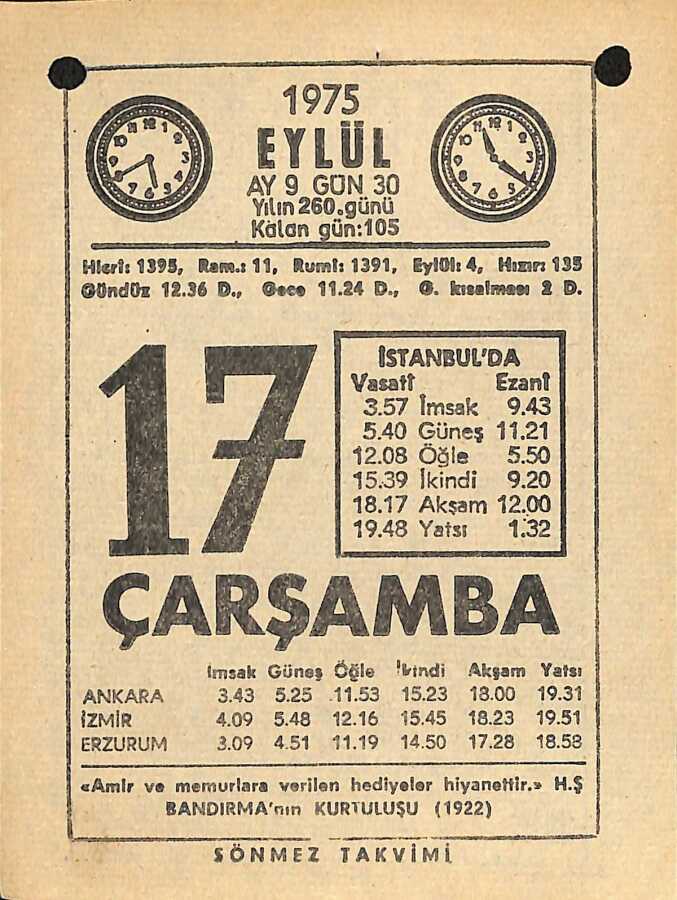 1975
EYLÜL
AY 9 GÜN 30
Yılın 260.günü
Kalan gün:105
Hicrî: 1395, Ram.: 11, Rumî: 1391, Eylül: 4, Hızır: 135
Gündüz 12.36 D., Gece 11.24 D., G. kısalması 2 D.
17
İSTANBUL'DA
Vasatî Ezanî
3.57 İmsak 9.43
5.40 Güneş 11.21
12.08 Öğle 5.50
15.39 İkindi 9.20
18.17 Akşam 12.00
19.48 Yatsı 1.32
ÇARŞAMBA
İmsak Güneş Öğle İkindi Akşam Yatsı
ANKARA 3.43 5.25 11.53 15.23 18.00 19.31
İZMİR 4.09 5.48 12.16 15.45 18.23 19.51
ERZURUM 3.09 4.51 11.19 14.50 17.28 18.58
«Amir ve memurlara verilen hediyeler hiyanettir.» H.Ş
BANDIRMA'nın KURTULUŞU (1922)
SÖNMEZ TAKVİMİ